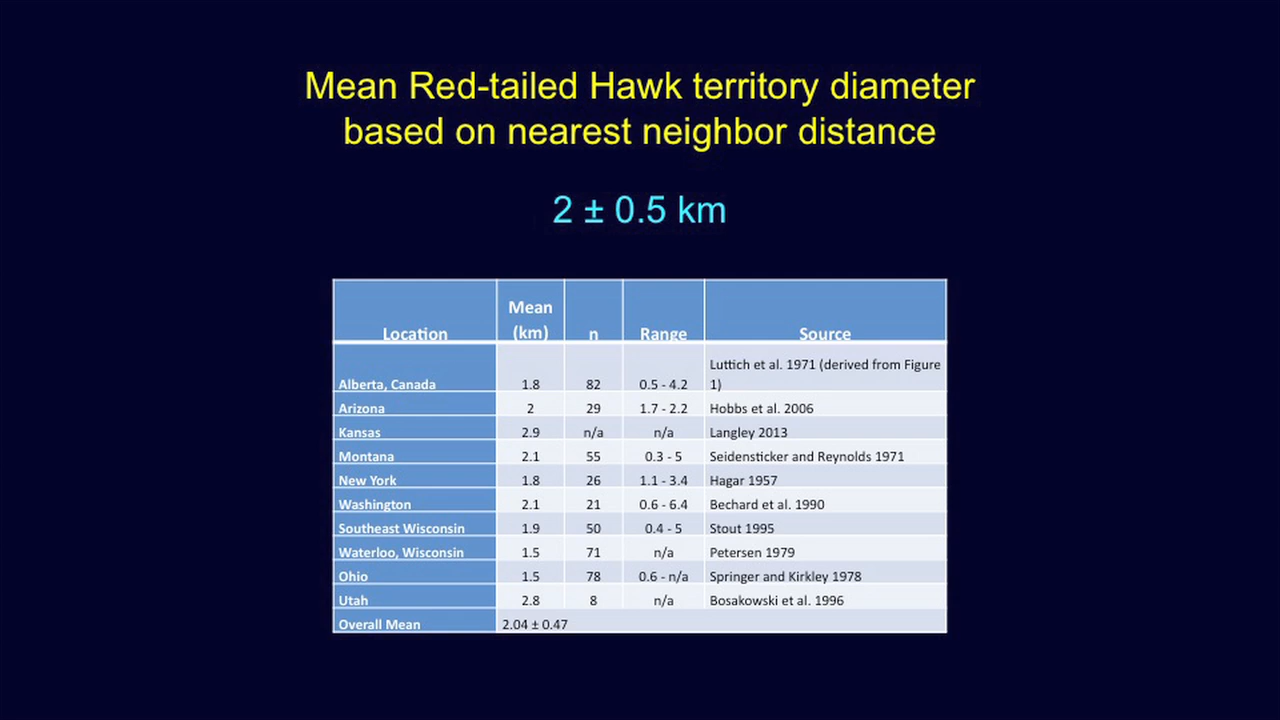 Mean Red-tailed Hawk territory diameter
based on nearest neighbor distance
2 ± 0.5 km
Location Mean (km) n Range Source
Alberta, Canada 1.8 82 0.5 - 4.2 Luttich et al. 1971 (derived from Figure 1)
Arizona 2 29 1.7 - 2.2 Hobbs et al. 2006
Kansas 2.9 n/a n/a Langley 2013
Montana 2.1 55 0.3 - 5 Seidensticker and Reynolds 1971
New York 1.8 26 1.1 - 3.4 Hagar 1957
Washington 2.1 21 0.6 - 6.4 Bechard et al. 1990
Southeast Wisconsin 1.9 50 0.4 - 5 Stout 1995
Waterloo, Wisconsin 1.5 71 n/a Petersen 1979
Ohio 1.5 78 0.6 - n/a Springer and Kirkley 1978
Utah 2.8 8 n/a Bosakowski et al. 1996
Overall Mean 2.04 ± 0.47